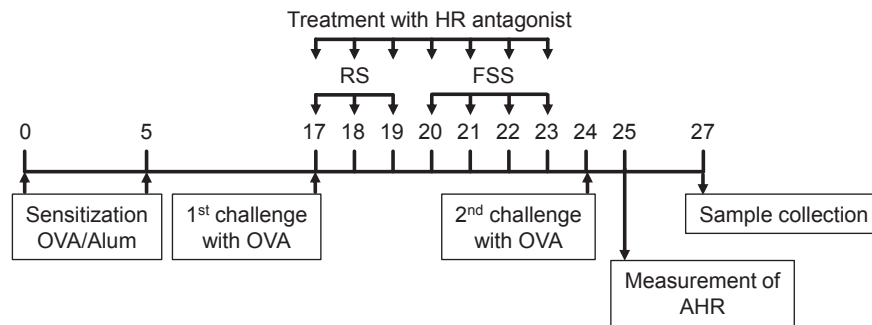 Treatment with HR antagonist
RS FSS
0 5 17 18 19 20 21 22 23 24 25 27
Sensitization
OVA/Alum
1st challenge
with OVA
2nd challenge
with OVA
Sample collection
Measurement of
AHR